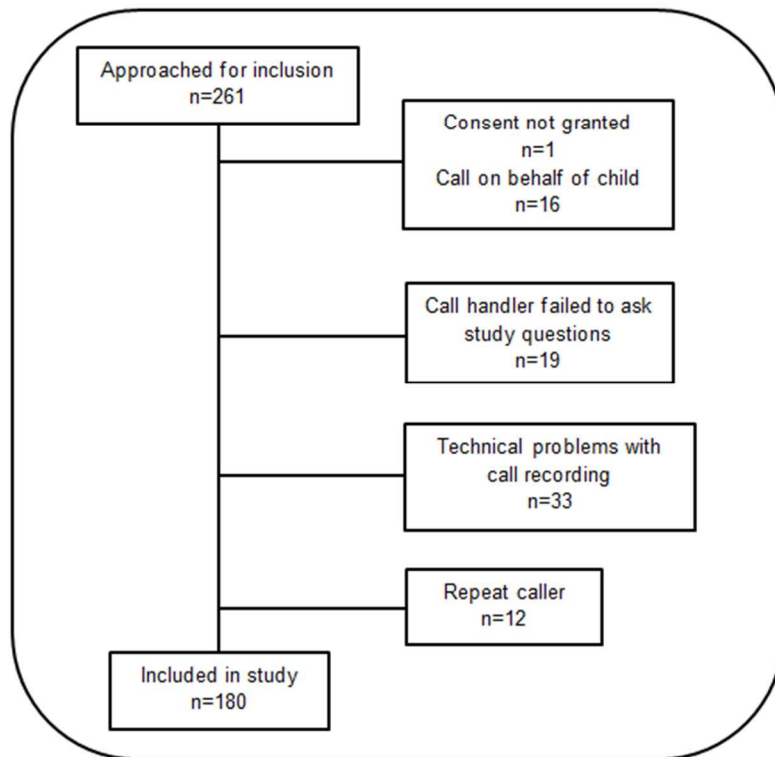 Approached for inclusion
n=261
Consent not granted
n=1
Call on behalf of child
n=16
Call handler failed to ask
study questions
n=19
Technical problems with
call recording
n=33
Repeat caller
n=12
Included in study
n=180